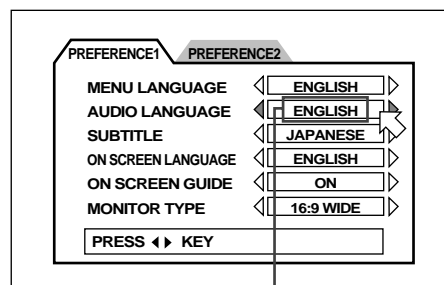 PREFERENCE1 PREFERENCE2
MENU LANGUAGE ENGLISH
AUDIO LANGUAGE ENGLISH
SUBTITLE JAPANESE
ON SCREEN LANGUAGE ENGLISH
ON SCREEN GUIDE ON
MONITOR TYPE 16:9 WIDE
PRESS KEY